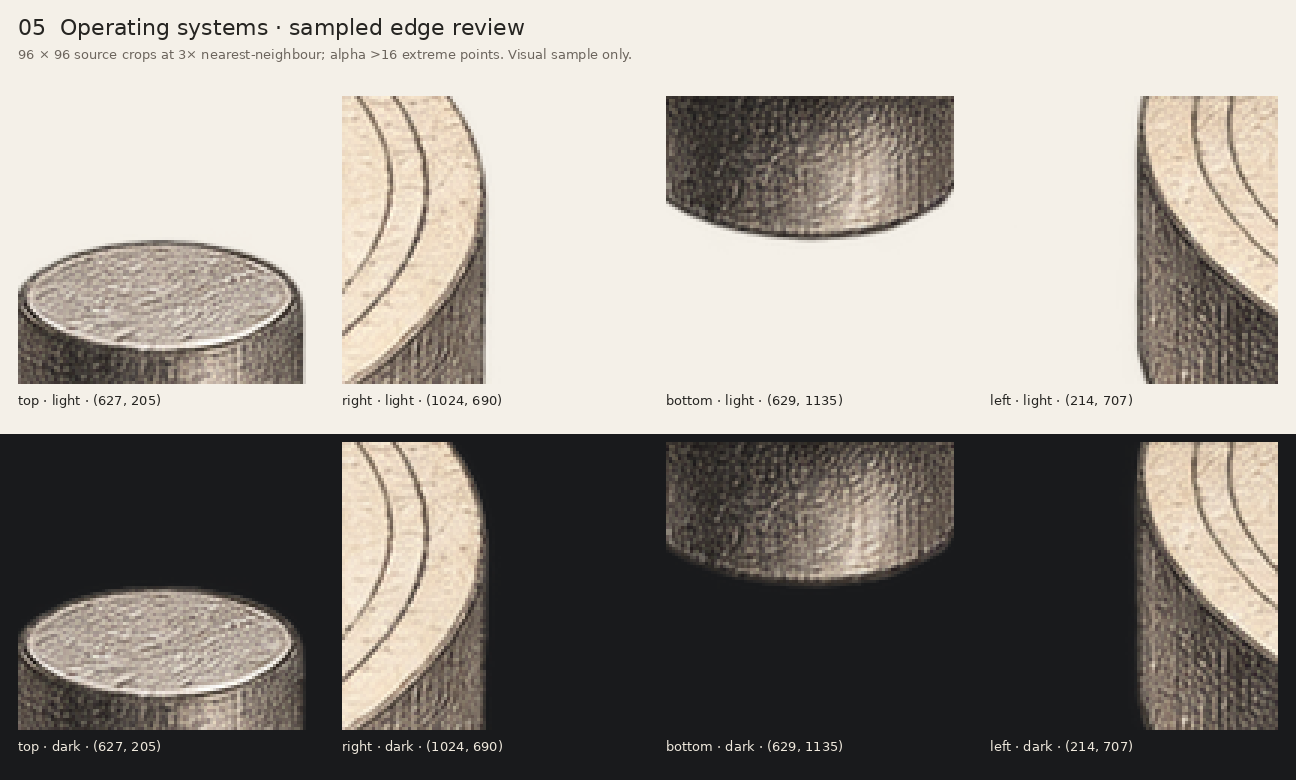 05 Operating systems · sampled edge review
96 × 96 source crops at 3× nearest-neighbour; alpha >16 extreme points. Visual sample only.
top · light · (627, 205)
right · light · (1024, 690)
bottom · light · (629, 1135)
left · light · (214, 707)
top · dark · (627, 205)
right · dark · (1024, 690)
bottom · dark · (629, 1135)
left · dark · (214, 707)